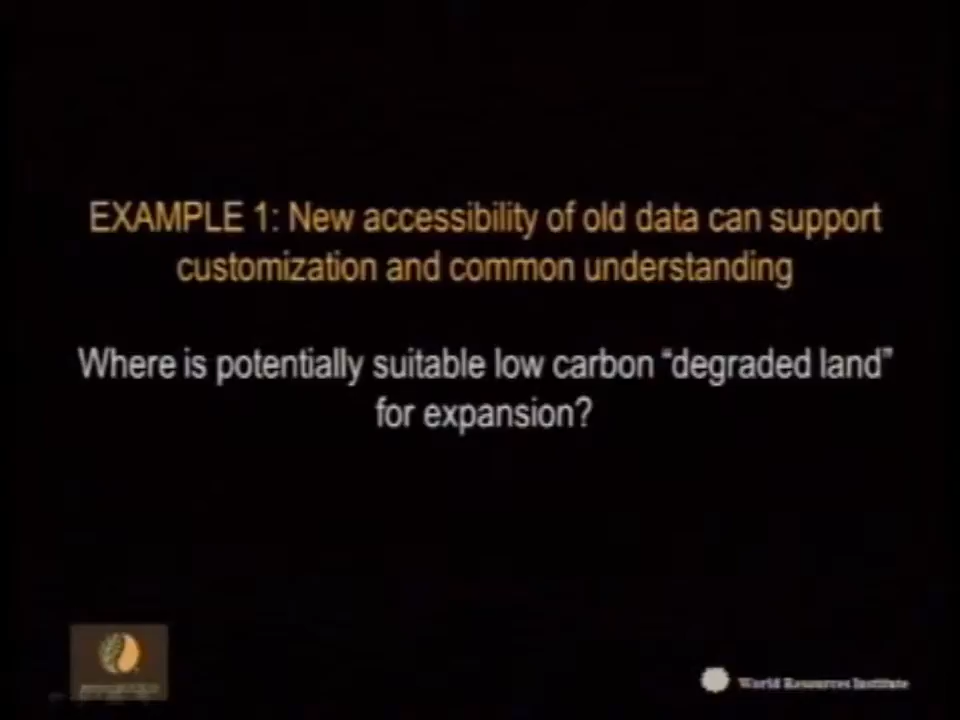 EXAMPLE 1: New accessibility of old data can support
customization and common understanding
Where is potentially suitable low carbon “degraded land”
for expansion?
World Resources Institute